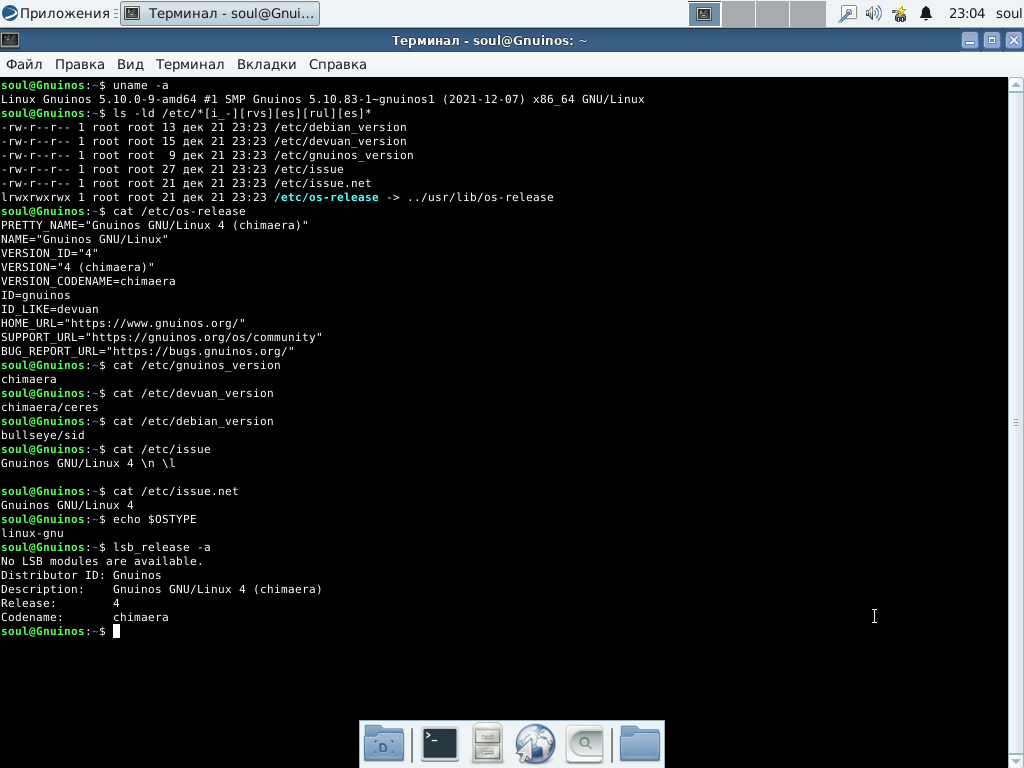 Приложения Терминал - soul@Gnui... 23:04 soul
Терминал - soul@Gnuinos: ~
Файл Правка Вид Терминал Вкладки Справка
soul@Gnuinos:~$ uname -a
Linux Gnuinos 5.10.0-9-amd64 #1 SMP Gnuinos 5.10.83-1~gnuinos1 (2021-12-07) x86_64 GNU/Linux
soul@Gnuinos:~$ ls -ld /etc/*[i_-][rvs][es][rul][es]*
-rw-r--r-- 1 root root 13 дек 21 23:23 /etc/debian_version
-rw-r--r-- 1 root root 15 дек 21 23:23 /etc/devuan_version
-rw-r--r-- 1 root root  9 дек 21 23:23 /etc/gnuinos_version
-rw-r--r-- 1 root root 27 дек 21 23:23 /etc/issue
-rw-r--r-- 1 root root 21 дек 21 23:23 /etc/issue.net
lrwxrwxrwx 1 root root 21 дек 21 23:23 /etc/os-release -> ../usr/lib/os-release
soul@Gnuinos:~$ cat /etc/os-release
PRETTY_NAME="Gnuinos GNU/Linux 4 (chimaera)"
NAME="Gnuinos GNU/Linux"
VERSION_ID="4"
VERSION="4 (chimaera)"
VERSION_CODENAME=chimaera
ID=gnuinos
ID_LIKE=devuan
HOME_URL="https://www.gnuinos.org/"
SUPPORT_URL="https://gnuinos.org/os/community"
BUG_REPORT_URL="https://bugs.gnuinos.org/"
soul@Gnuinos:~$ cat /etc/gnuinos_version
chimaera
soul@Gnuinos:~$ cat /etc/devuan_version
chimaera/ceres
soul@Gnuinos:~$ cat /etc/debian_version
bullseye/sid
soul@Gnuinos:~$ cat /etc/issue
Gnuinos GNU/Linux 4 \n \l
soul@Gnuinos:~$ cat /etc/issue.net
Gnuinos GNU/Linux 4
soul@Gnuinos:~$ echo $OSTYPE
linux-gnu
soul@Gnuinos:~$ lsb_release -a
No LSB modules are available.
Distributor ID: Gnuinos
Description:    Gnuinos GNU/Linux 4 (chimaera)
Release:        4
Codename:       chimaera
soul@Gnuinos:~$
D >_